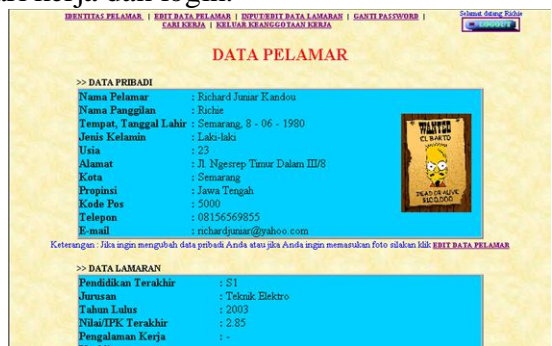 ari kerja dan login.
IDENTITAS PELAMAR | EDIT DATA PELAMAR | INPUT/EDIT DATA LAMARAN | GANTI PASSWORD |
CARI KERJA | KELUAR KEANGGOTAAN KERJA
Selamat datang Richie
LOGOUT
DATA PELAMAR
>> DATA PRIBADI
Nama Pelamar : Richard Juniar Kandou
Nama Panggilan : Richie
Tempat, Tanggal Lahir : Semarang, 8 - 06 - 1980
Jenis Kelamin : Laki-laki
Usia : 23
Alamat : Jl. Ngesrep Timur Dalam III/8
Kota : Semarang
Propinsi : Jawa Tengah
Kode Pos : 5000
Telepon : 08156569855
E-mail : richardjuniar@yahoo.com
WANTED
EL BARTO
DEAD OR ALIVE
$100,000
Keterangan : Jika ingin mengubah data pribadi Anda atau jika Anda ingin memasukan foto silakan klik EDIT DATA PELAMAR
>> DATA LAMARAN
Pendidikan Terakhir : S1
Jurusan : Teknik Elektro
Tahun Lulus : 2003
Nilai/IPK Terakhir : 2.85
Pengalaman Kerja : -